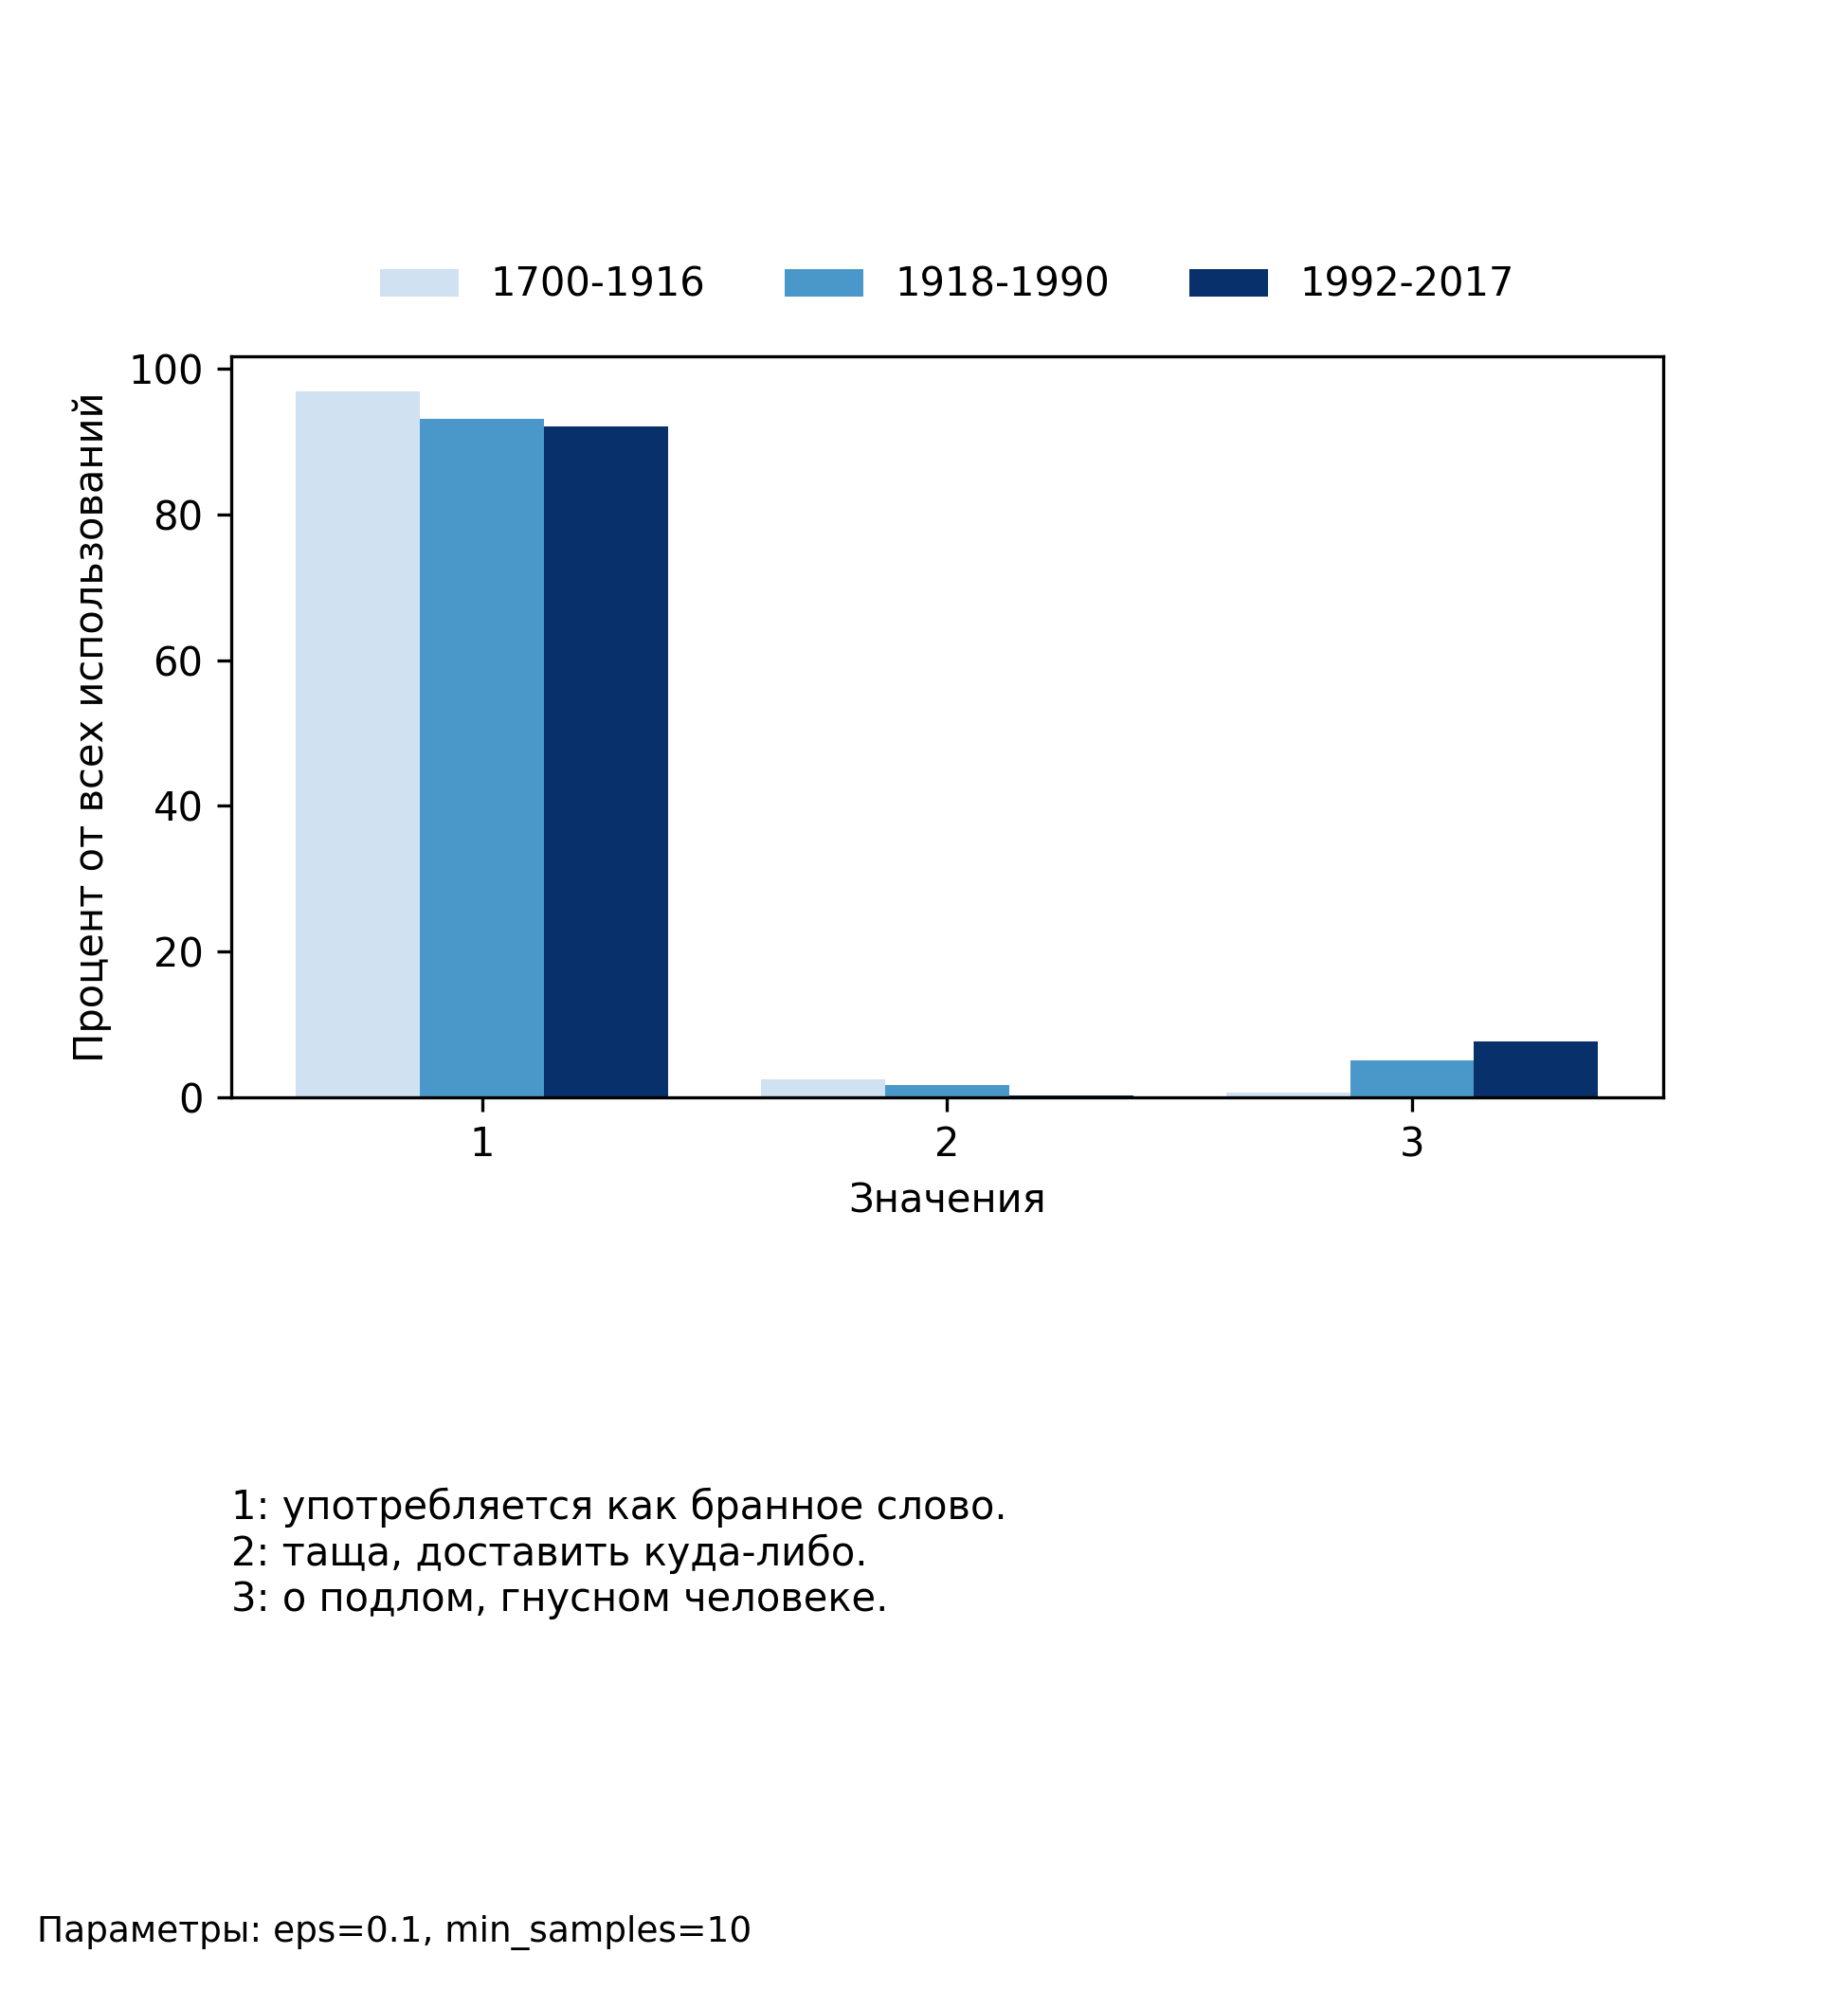 1700-1916 1918-1990 1992-2017
100
80
60
40
20
0
Процент от всех использований
1 2 3
Значения
1: употребляется как бранное слово.
2: таща, доставить куда-либо.
3: о подлом, гнусном человеке.
Параметры: eps=0.1, min_samples=10